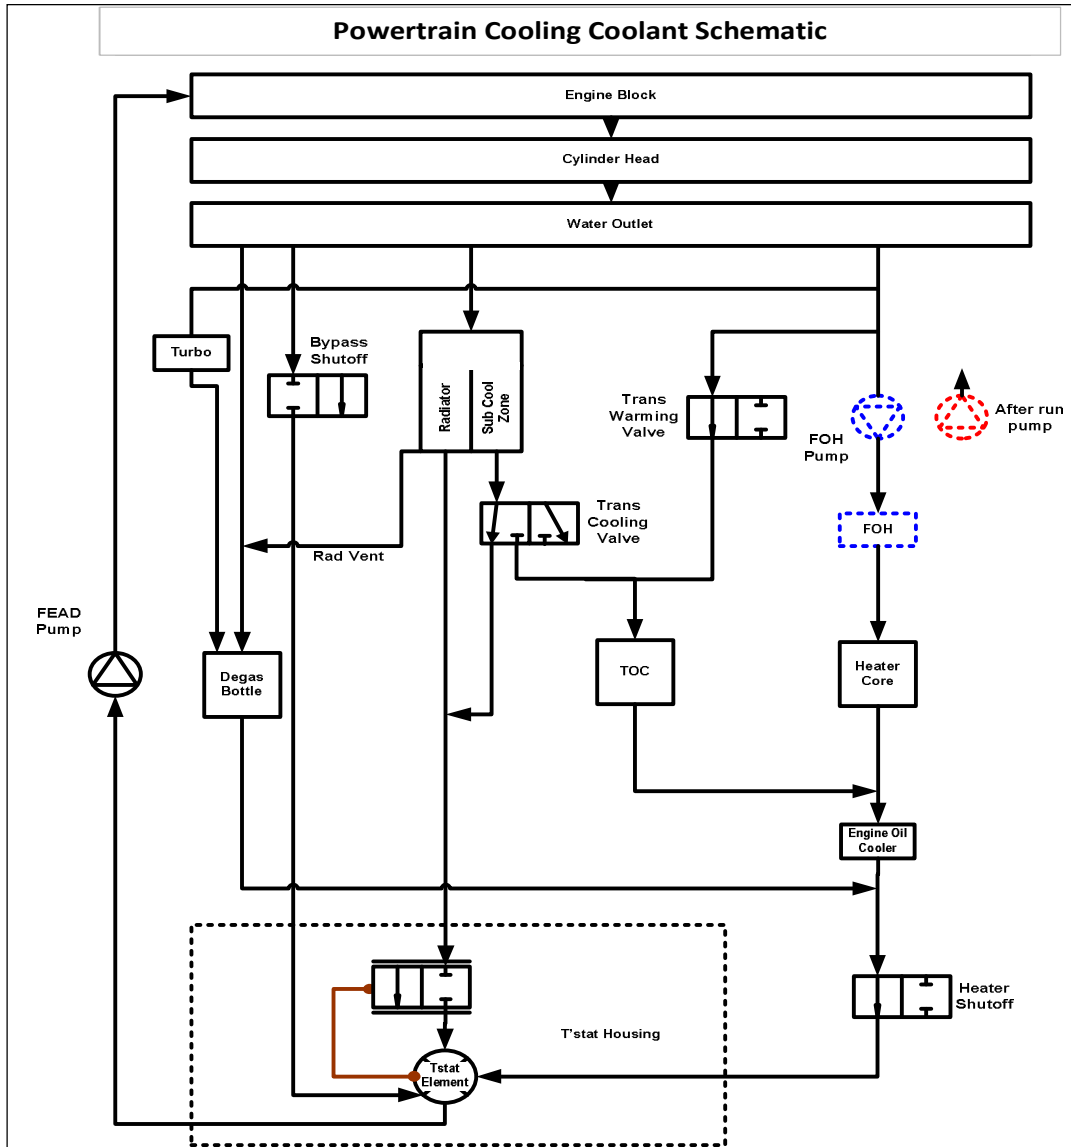 Powertrain Cooling Coolant Schematic
Engine Block
Cylinder Head
Water Outlet
Turbo
Bypass
Shutoff
Radiator
Sub Cool
Zone
Trans
Warming
Valve
FOH
Pump
After run
pump
Trans
Cooling
Valve
FOH
Rad Vent
FEAD
Pump
Degas
Bottle
TOC
Heater
Core
Engine Oil
Cooler
Heater
Shutoff
T'stat Housing
Tstat
Element